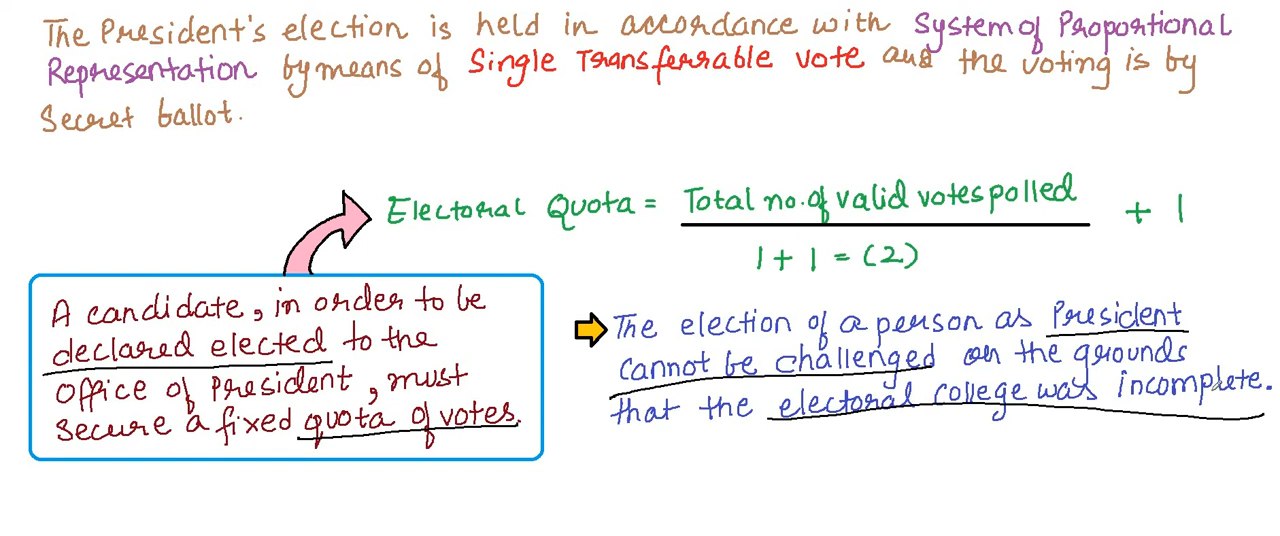 The President's election is held in accordance with System of Proportional
Representation by means of Single Transferrable vote and the voting is by
Secret ballot.
Electoral Quota = Total no. of valid votes polled + 1
1 + 1 = (2)
A candidate, in order to be
declared elected to the
office of President, must
secure a fixed quota of votes.
The election of a person as President
cannot be challenged on the grounds
that the electoral college was incomplete.